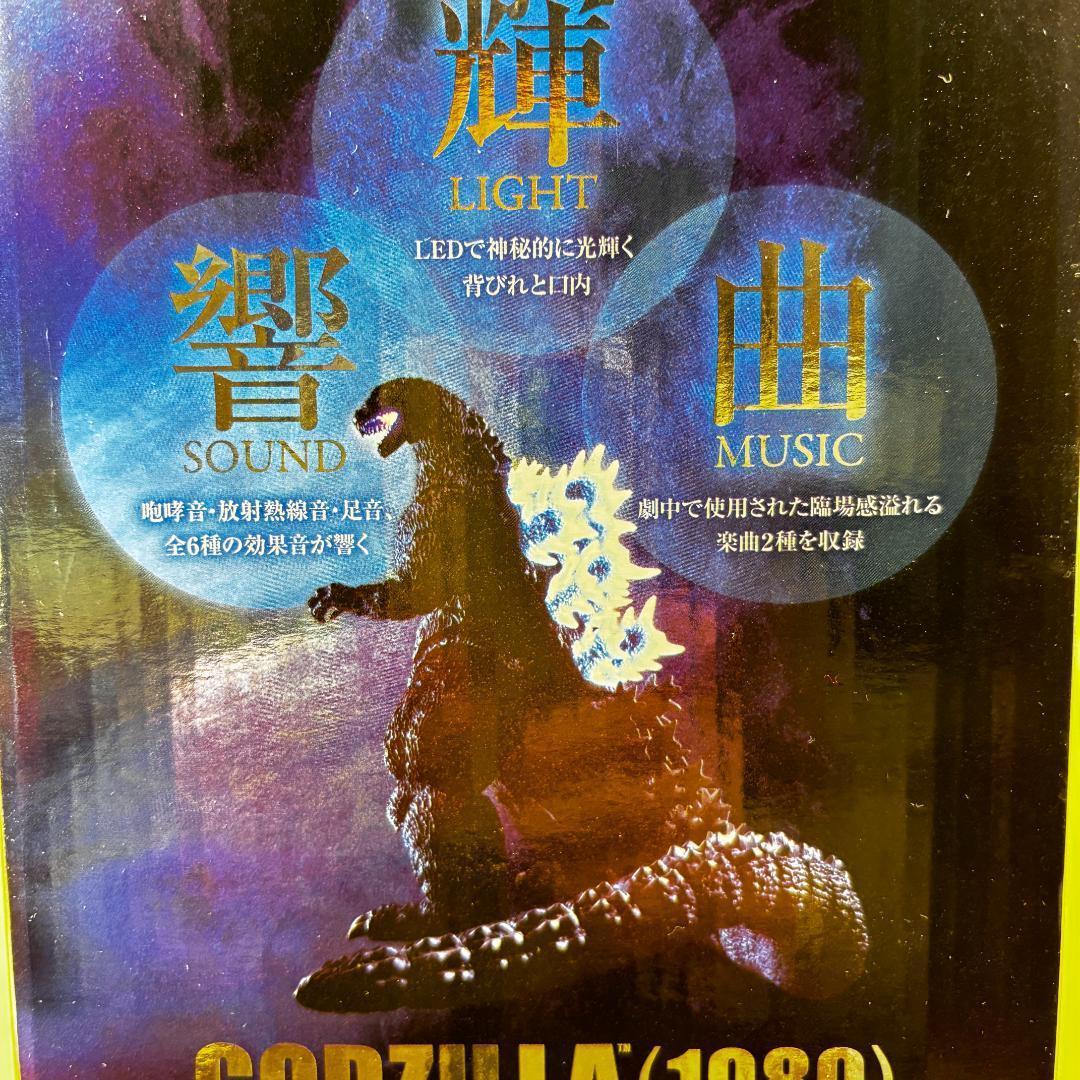 輝
LIGHT
LEDで神秘的に光輝く
背びれと口内
響
SOUND
咆哮音・放射熱線音・足音、
全6種の効果音が響く
曲
MUSIC
劇中で使用された臨場感溢れる
楽曲2種を収録
GODZILLA™(1989)